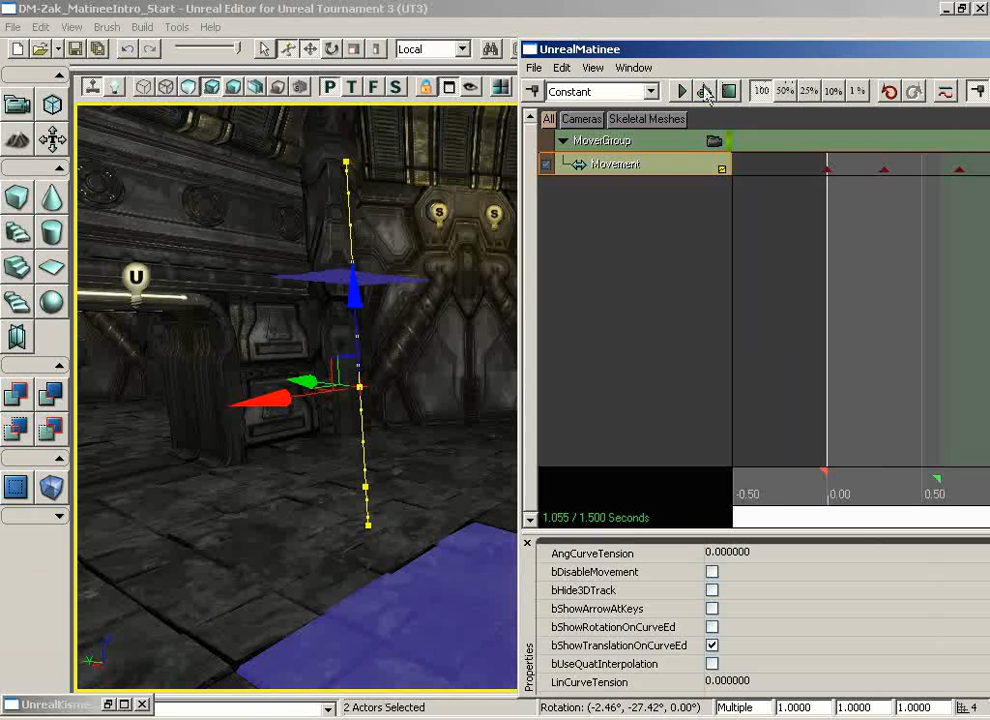 DM-Zak_MatineeIntro_Start - Unreal Editor for Unreal Tournament 3 (UT3)
File Edit View Brush Build Tools Help
Local
P T F S
U
S S
UnrealMatinee
File Edit View Window
Constant
100 50% 25% 10% 1 %
All Cameras Skeletal Meshes
MoverGroup
Movement
-0.50 0.00 0.50
1.055 / 1.500 Seconds
Properties
AngCurveTension 0.000000
bDisableMovement
bHide3DTrack
bShowArrowAtKeys
bShowRotationOnCurveEd
bShowTranslationOnCurveEd
bUseQuatInterpolation
LinCurveTension 0.000000
UnrealKisme
2 Actors Selected
Rotation: (-2.46°, -27.42°, 0.00°) Multiple 1.0000 1.0000 1.0000 4